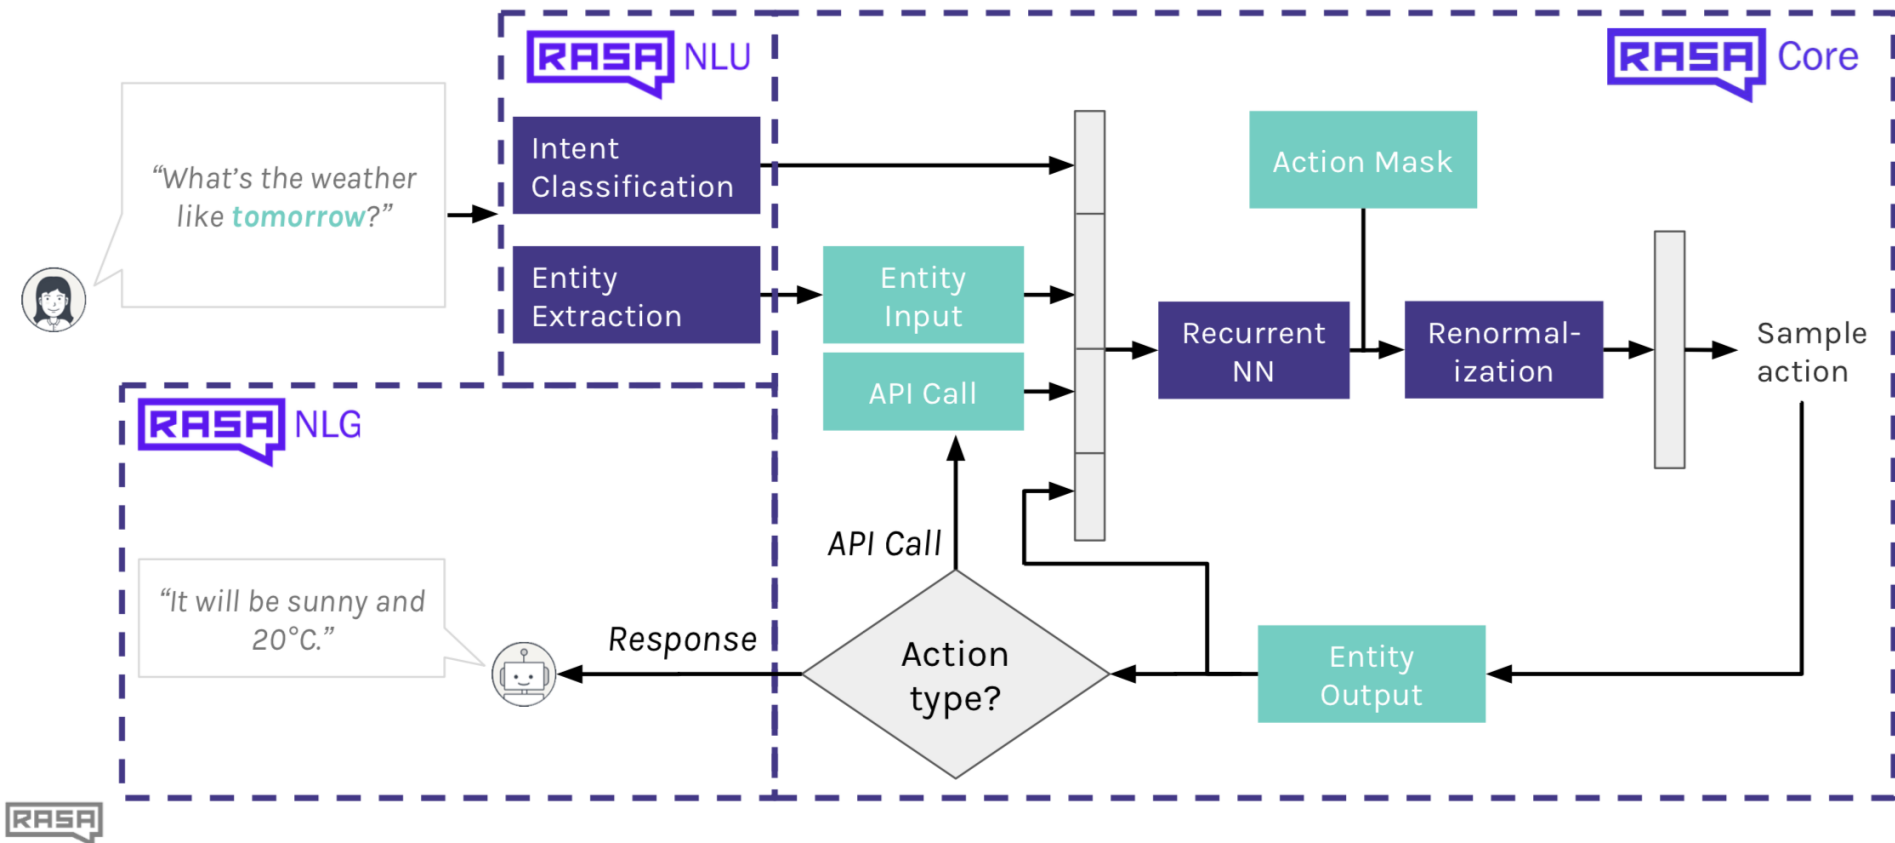 RASA NLU
RASA Core
“What’s the weather
like tomorrow?”
Intent
Classification
Entity
Extraction
Entity
Input
API Call
Action Mask
Recurrent
NN
Renormal-
ization
Sample
action
RASA NLG
“It will be sunny and
20°C.”
Response
API Call
Action
type?
Entity
Output
RASA